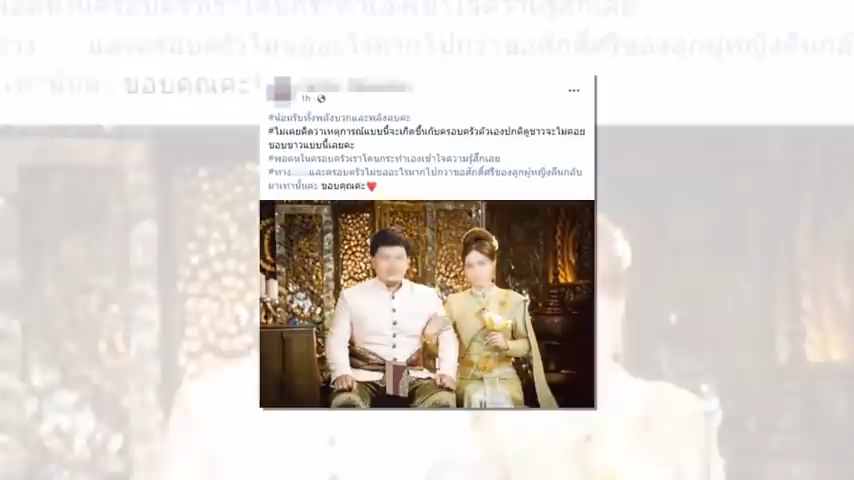 1h
#น้อมรับทั้งพลังบวกและพลังลบค่ะ
#ไม่เคยคิดว่าเหตุการณ์แบบนี้จะเกิดขึ้นกับครอบครัวตัวเองปกติดูข่าวจะไม่คอย
ชอบข่าวแบบนี้เลยค่ะ
#พอคนในครอบครัวเราโดนกระทำเองเข้าใจความรู้สึกเลย
#ทาง และครอบครัวไม่ขออะไรมากไปกว่าขอศักดิ์ศรีของลูกผู้หญิงคืนกลับ
มาเท่านั้นค่ะ ขอบคุณค่ะ❤️